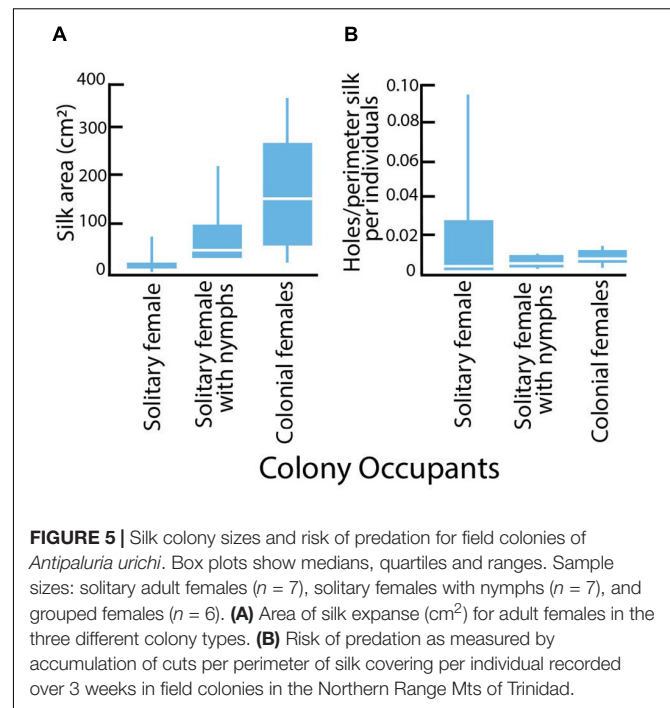 A
B
Silk area (cm²)
400
300
200
100
0
Holes/perimeter silk
per individuals
0.10
0.08
0.06
0.04
0.02
0
Solitary female
Solitary female
with nymphs
Colonial females
Solitary female
Solitary female
with nymphs
Colonial females
Colony Occupants
FIGURE 5 | Silk colony sizes and risk of predation for field colonies of
Antipaluria urichi. Box plots show medians, quartiles and ranges. Sample
sizes: solitary adult females (n = 7), solitary females with nymphs (n = 7), and
grouped females (n = 6). (A) Area of silk expanse (cm²) for adult females in the
three different colony types. (B) Risk of predation as measured by
accumulation of cuts per perimeter of silk covering per individual recorded
over 3 weeks in field colonies in the Northern Range Mts of Trinidad.